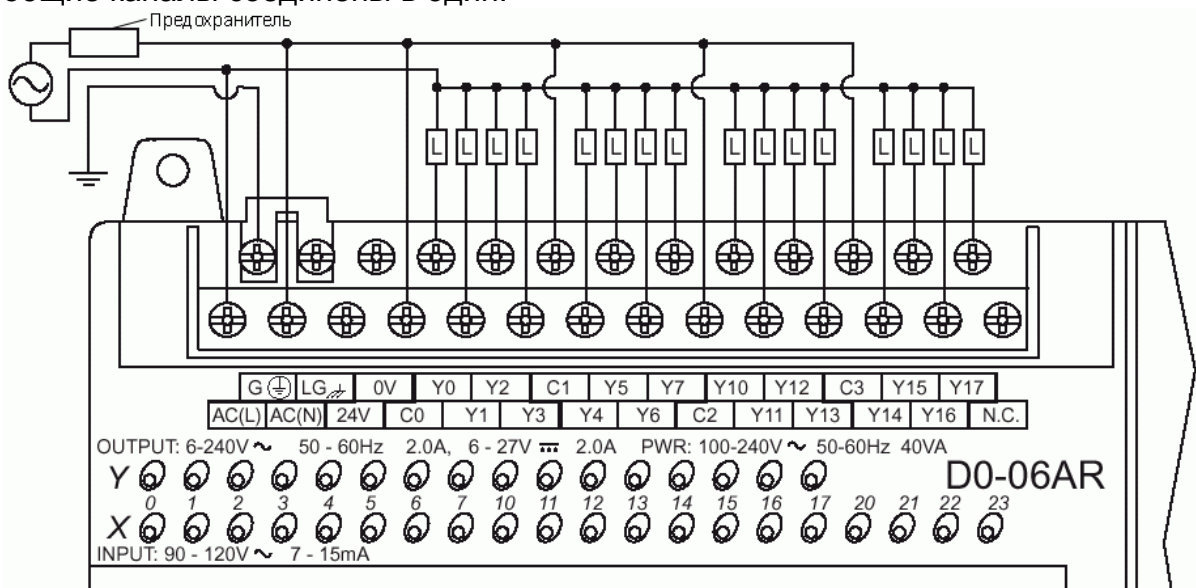 общие каналы соединены в один.
Предохранитель
L L L L L L L L L L L L L L L L
G LG 0V Y0 Y2 C1 Y5 Y7 Y10 Y12 C3 Y15 Y17
AC(L) AC(N) 24V C0 Y1 Y3 Y4 Y6 C2 Y11 Y13 Y14 Y16 N.C.
OUTPUT: 6-240V ~ 50 - 60Hz 2.0A, 6 - 27V ⎓ 2.0A PWR: 100-240V ~ 50-60Hz 40VA
Y D0-06AR
0 1 2 3 4 5 6 7 10 11 12 13 14 15 16 17 20 21 22 23
X
INPUT: 90 - 120V ~ 7 - 15mA